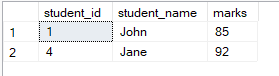 student_id student_name marks
1 1 John 85
2 4 Jane 92